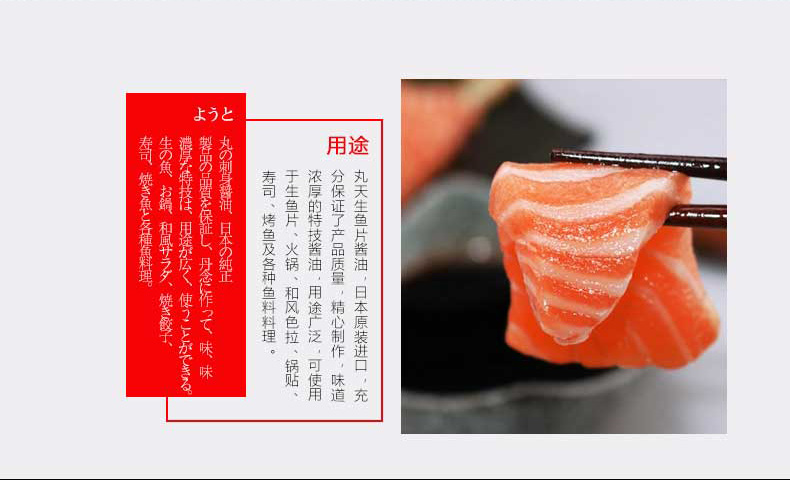 ようと
丸の刺身醤油、日本の純正
製品の品質を保証し、丹念に作って、味、味
濃厚な特技は、用途が広く、使うことができる。
生の魚、お鍋、和風サラダ、焼き餃子、
寿司、焼き魚と各種魚料理。
用途
丸天生鱼片酱油，日本原装进口，充
分保证了产品质量，精心制作，味道
浓厚的特技酱油，用途广泛，可使用
于生鱼片、火锅、和风色拉、锅贴、
寿司、烤鱼及各种鱼料料理。